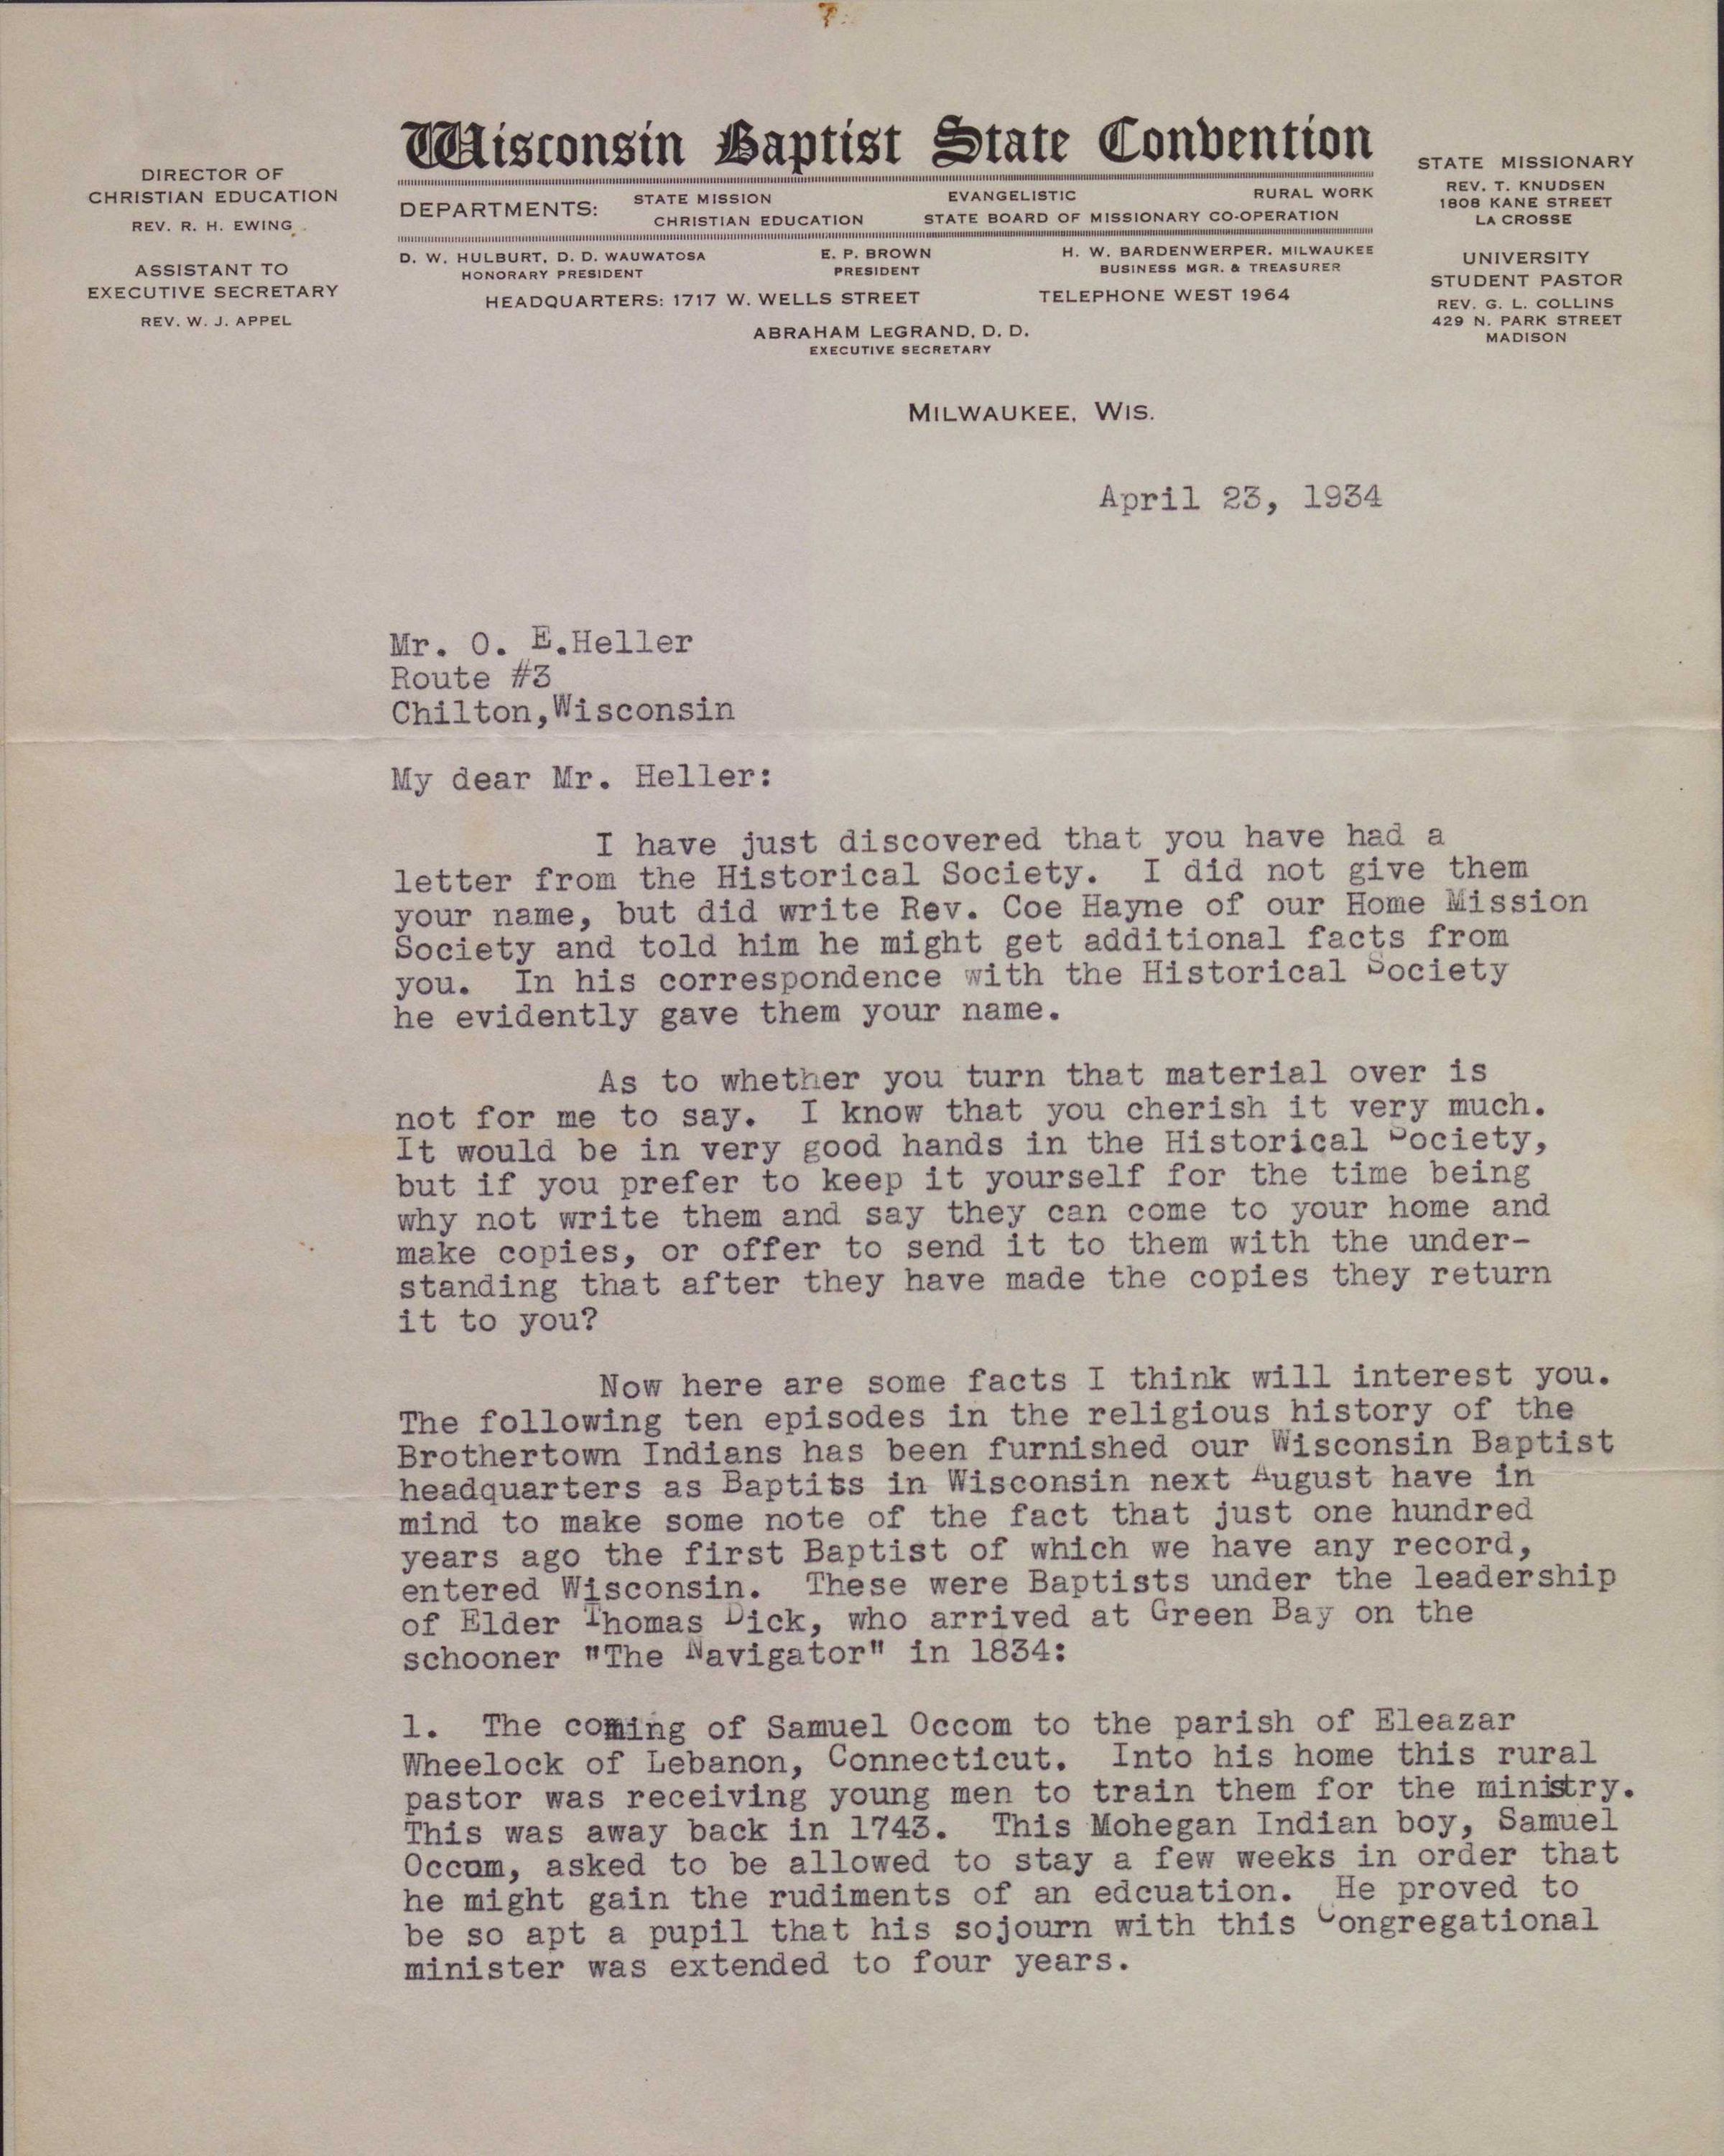 Wisconsin Baptist State Convention
DIRECTOR OF
CHRISTIAN EDUCATION
REV. R. H. EWING
ASSISTANT TO
EXECUTIVE SECRETARY
REV. W. J. APPEL
DEPARTMENTS: STATE MISSION EVANGELISTIC RURAL WORK
CHRISTIAN EDUCATION STATE BOARD OF MISSIONARY CO-OPERATION
D. W. HULBURT, D. D. WAUWATOSA E. P. BROWN H. W. BARDENWERPER, MILWAUKEE
HONORARY PRESIDENT PRESIDENT BUSINESS MGR. & TREASURER
HEADQUARTERS: 1717 W. WELLS STREET TELEPHONE WEST 1964
ABRAHAM LEGRAND, D. D.
EXECUTIVE SECRETARY
STATE MISSIONARY
REV. T. KNUDSEN
1808 KANE STREET
LA CROSSE
UNIVERSITY
STUDENT PASTOR
REV. G. L. COLLINS
429 N. PARK STREET
MADISON
MILWAUKEE, WIS.
April 23, 1934
Mr. O. E.Heller
Route #3
Chilton,Wisconsin
My dear Mr. Heller:
I have just discovered that you have had a
letter from the Historical Society. I did not give them
your name, but did write Rev. Coe Hayne of our Home Mission
Society and told him he might get additional facts from
you. In his correspondence with the Historical Society
he evidently gave them your name.
As to whether you turn that material over is
not for me to say. I know that you cherish it very much.
It would be in very good hands in the Historical Society,
but if you prefer to keep it yourself for the time being
why not write them and say they can come to your home and
make copies, or offer to send it to them with the under-
standing that after they have made the copies they return
it to you?
Now here are some facts I think will interest you.
The following ten episodes in the religious history of the
Brothertown Indians has been furnished our Wisconsin Baptist
headquarters as Baptits in Wisconsin next August have in
mind to make some note of the fact that just one hundred
years ago the first Baptist of which we have any record,
entered Wisconsin. These were Baptists under the leadership
of Elder Thomas Dick, who arrived at Green Bay on the
schooner "The Navigator" in 1834:
1. The coming of Samuel Occom to the parish of Eleazar
Wheelock of Lebanon, Connecticut. Into his home this rural
pastor was receiving young men to train them for the ministry.
This was away back in 1743. This Mohegan Indian boy, Samuel
Occum, asked to be allowed to stay a few weeks in order that
he might gain the rudiments of an edcuation. He proved to
be so apt a pupil that his sojourn with this Congregational
minister was extended to four years.